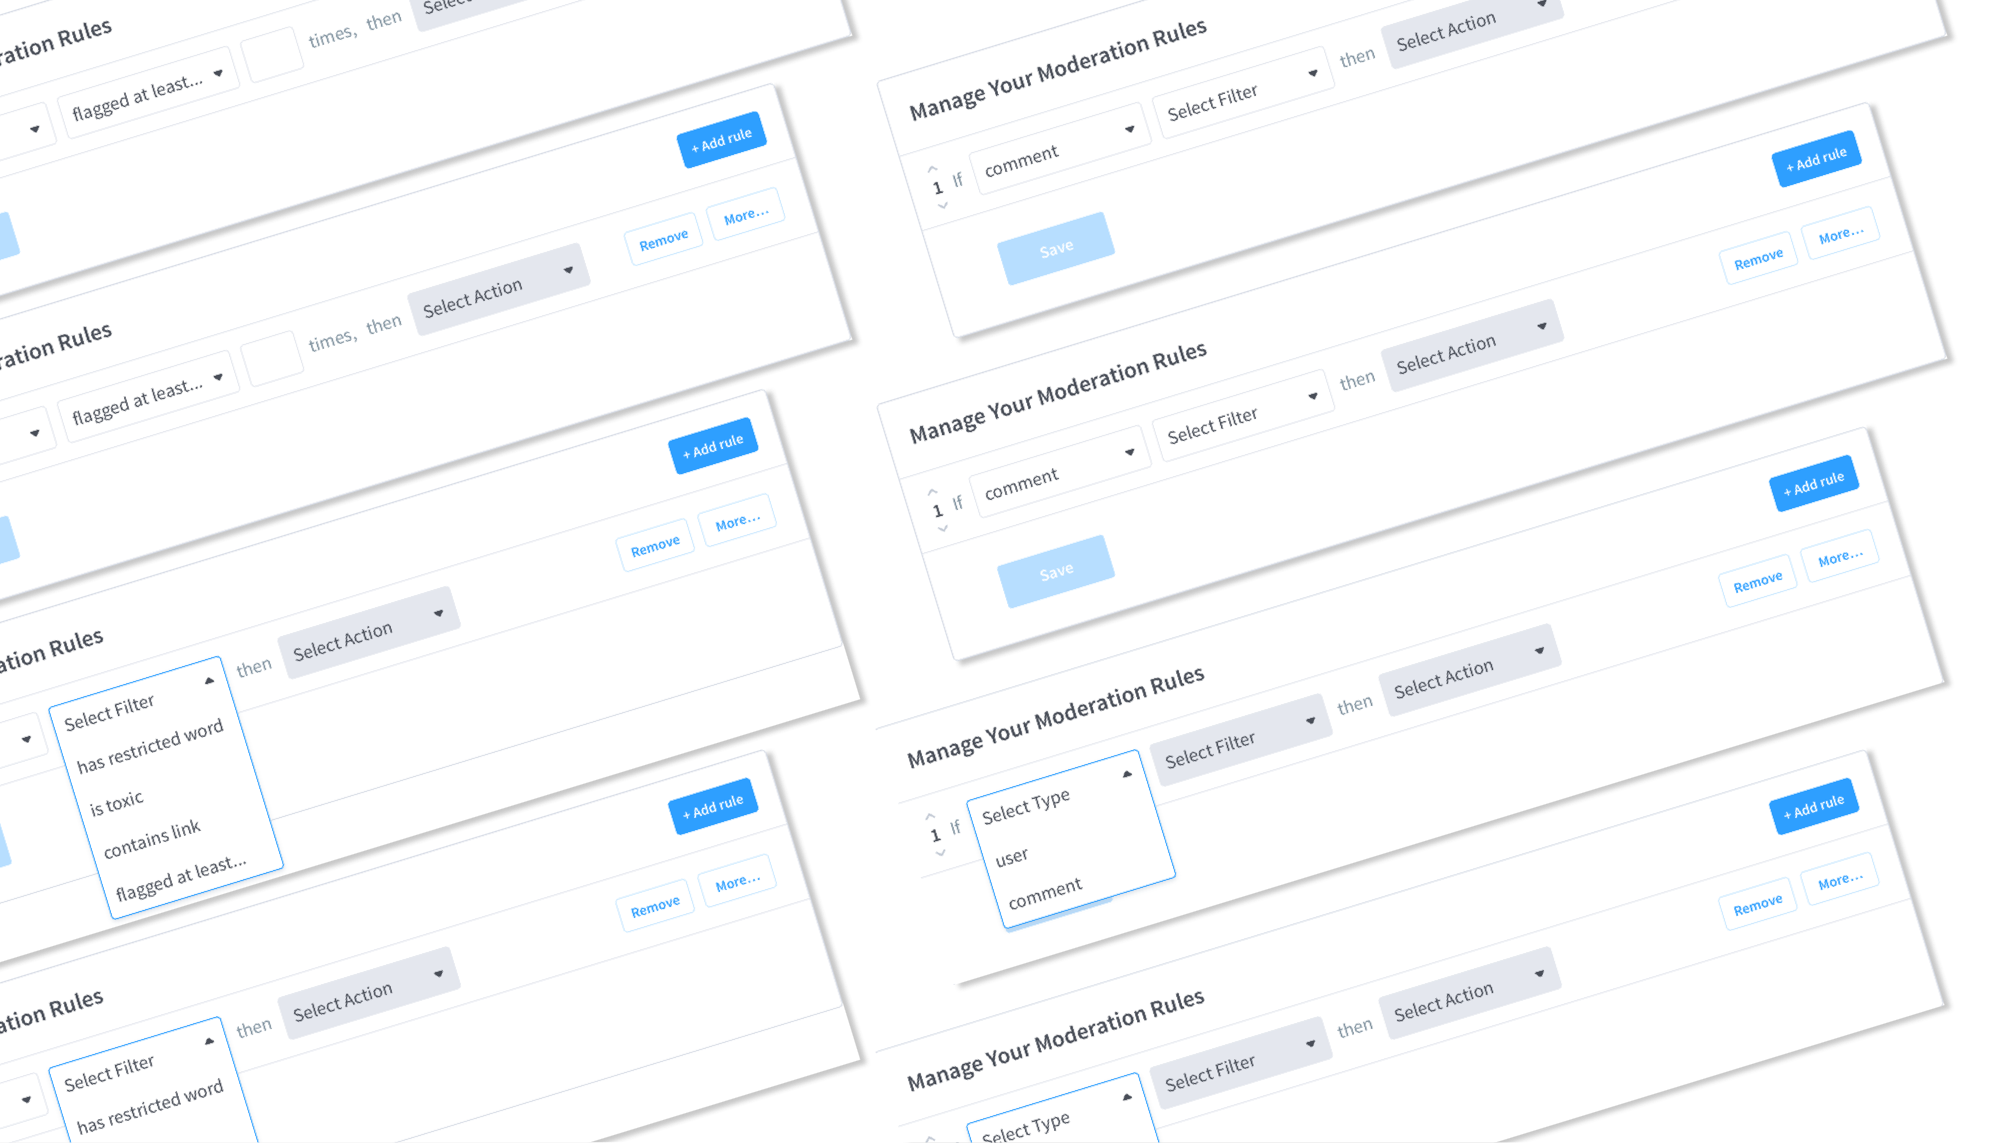 ration Rules
flagged at least...
times, then
Select
+ Add rule
Remove
More...
ration Rules
flagged at least...
times, then
Select Action
+ Add rule
Remove
More...
ation Rules
Select Filter
has restricted word
is toxic
contains link
flagged at least...
then
Select Action
+ Add rule
Remove
More...
ation Rules
Select Filter
has restricted word
then
Select Action
Manage Your Moderation Rules
1 If comment Select Filter then Select Action
Save
+ Add rule
Remove
More...
Manage Your Moderation Rules
1 If comment Select Filter then Select Action
Save
+ Add rule
Remove
More...
Manage Your Moderation Rules
1 If Select Type Select Filter then Select Action
user
comment
+ Add rule
Remove
More...
Manage Your Moderation Rules
Select Type Select Filter then Select Action